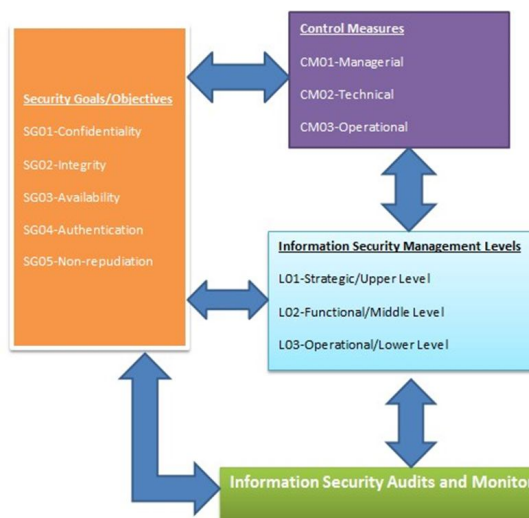 Security Goals/Objectives
SG01-Confidentiality
SG02-Integrity
SG03-Availability
SG04-Authentication
SG05-Non-repudiation
Control Measures
CM01-Managerial
CM02-Technical
CM03-Operational
Information Security Management Levels
L01-Strategic/Upper Level
L02-Functional/Middle Level
L03-Operational/Lower Level
Information Security Audits and Monitor